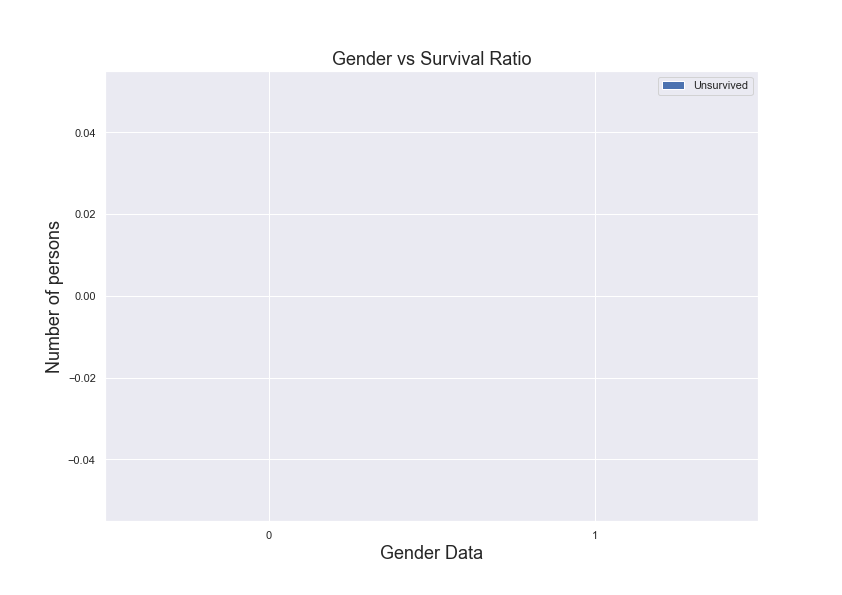 Gender vs Survival Ratio
Unsurvived
0.04
0.02
0.00
−0.02
−0.04
Number of persons
0 1
Gender Data